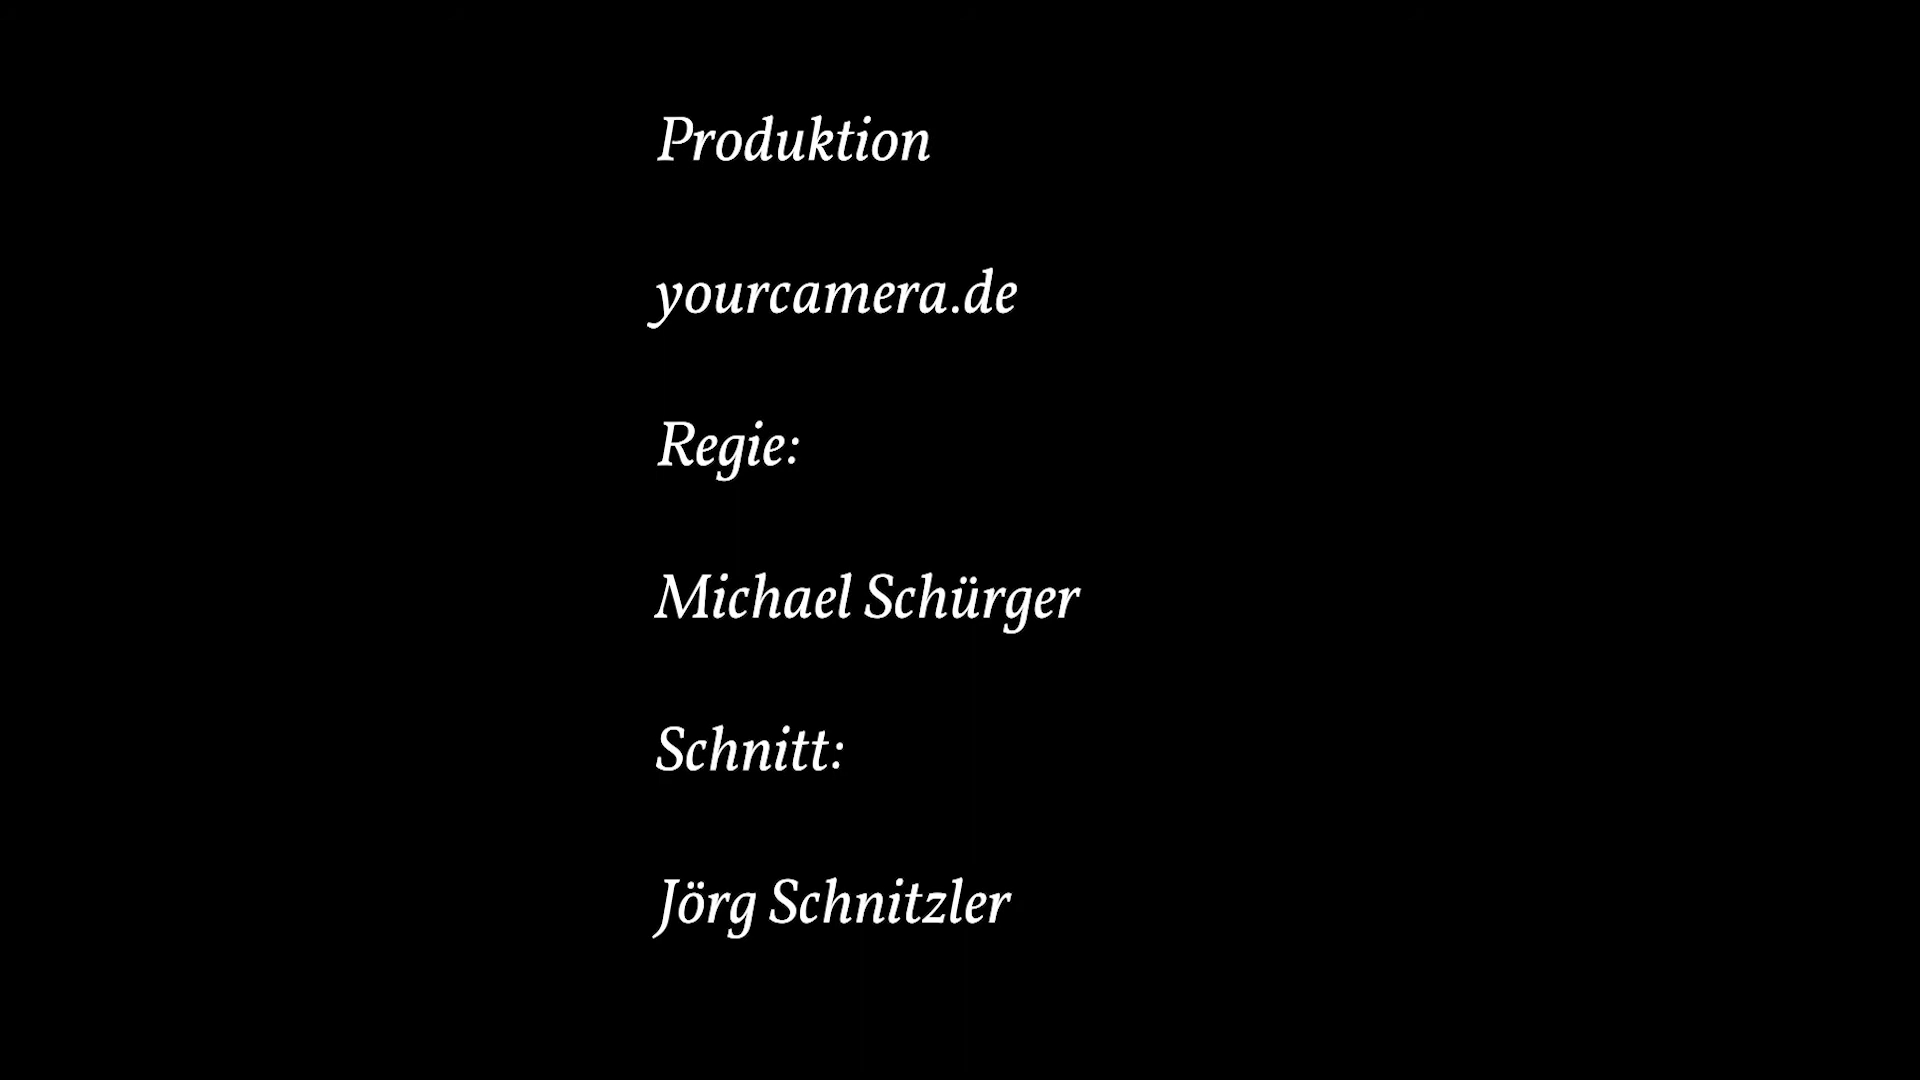 Produktion
yourcamera.de
Regie:
Michael Schürger
Schnitt:
Jörg Schnitzler